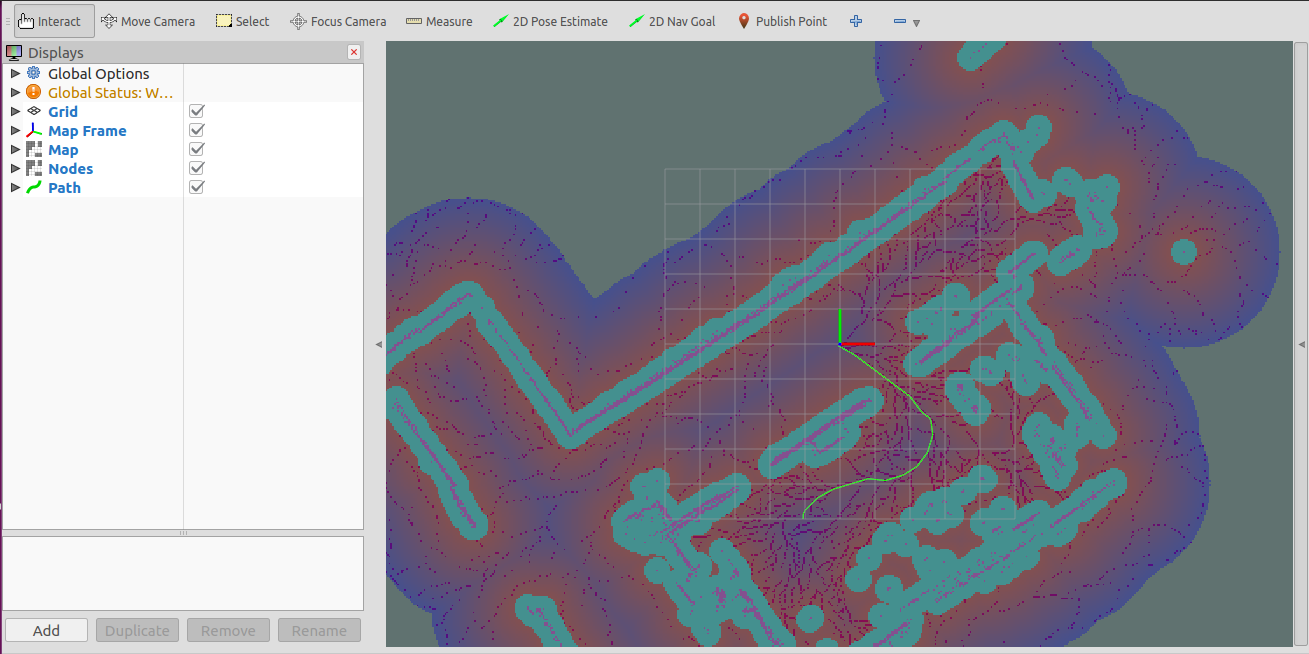 Interact Move Camera Select Focus Camera Measure 2D Pose Estimate 2D Nav Goal Publish Point
Displays
Global Options
Global Status: W...
Grid
Map Frame
Map
Nodes
Path
Add Duplicate Remove Rename